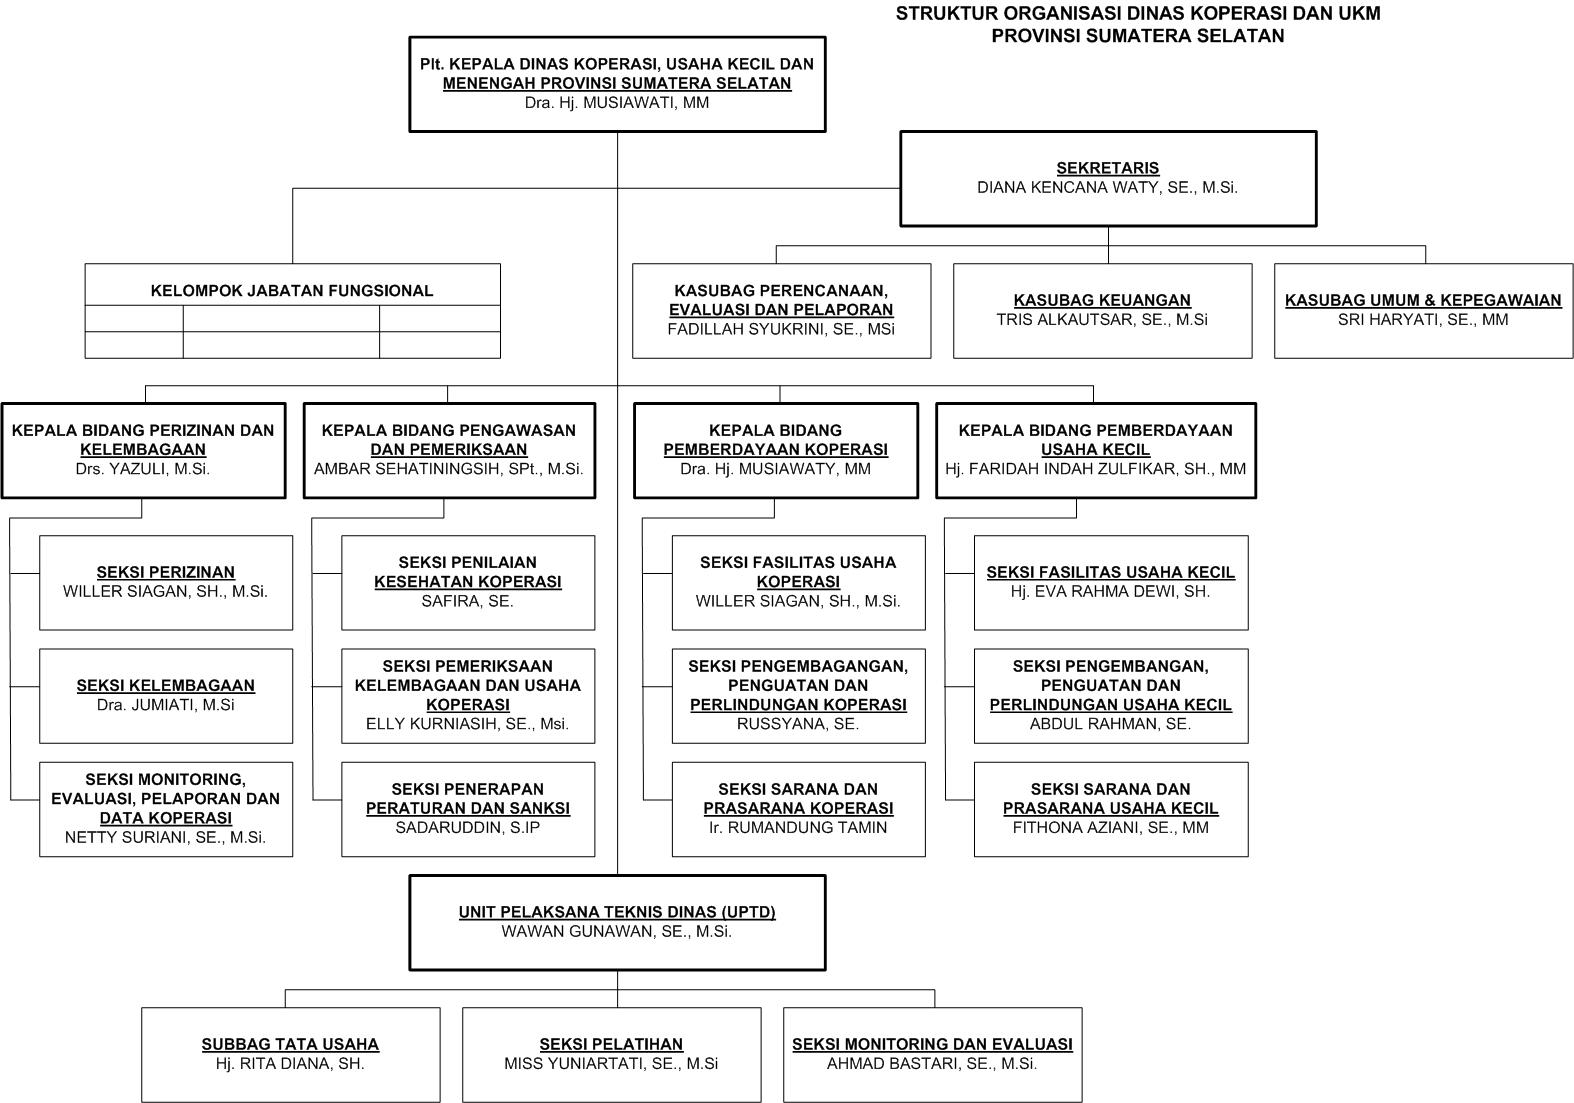 STRUKTUR ORGANISASI DINAS KOPERASI DAN UKM
PROVINSI SUMATERA SELATAN
Plt. KEPALA DINAS KOPERASI, USAHA KECIL DAN
MENENGAH PROVINSI SUMATERA SELATAN
Dra. Hj. MUSIAWATI, MM
SEKRETARIS
DIANA KENCANA WATY, SE., M.Si.
KELOMPOK JABATAN FUNGSIONAL
KASUBAG PERENCANAAN,
EVALUASI DAN PELAPORAN
FADILLAH SYUKRINI, SE., MSi
KASUBAG KEUANGAN
TRIS ALKAUTSAR, SE., M.Si
KASUBAG UMUM & KEPEGAWAIAN
SRI HARYATI, SE., MM
KEPALA BIDANG PERIZINAN DAN
KELEMBAGAAN
Drs. YAZULI, M.Si.
KEPALA BIDANG PENGAWASAN
DAN PEMERIKSAAN
AMBAR SEHATININGSIH, SPt., M.Si.
KEPALA BIDANG
PEMBERDAYAAN KOPERASI
Dra. Hj. MUSIAWATY, MM
KEPALA BIDANG PEMBERDAYAAN
USAHA KECIL
Hj. FARIDAH INDAH ZULFIKAR, SH., MM
SEKSI PERIZINAN
WILLER SIAGAN, SH., M.Si.
SEKSI KELEMBAGAAN
Dra. JUMIATI, M.Si
SEKSI MONITORING,
EVALUASI, PELAPORAN DAN
DATA KOPERASI
NETTY SURIANI, SE., M.Si.
SEKSI PENILAIAN
KESEHATAN KOPERASI
SAFIRA, SE.
SEKSI PEMERIKSAAN
KELEMBAGAAN DAN USAHA
KOPERASI
ELLY KURNIASIH, SE., Msi.
SEKSI PENERAPAN
PERATURAN DAN SANKSI
SADARUDDIN, S.IP
SEKSI FASILITAS USAHA
KOPERASI
WILLER SIAGAN, SH., M.Si.
SEKSI PENGEMBAGANGAN,
PENGUATAN DAN
PERLINDUNGAN KOPERASI
RUSSYANA, SE.
SEKSI SARANA DAN
PRASARANA KOPERASI
Ir. RUMANDUNG TAMIN
SEKSI FASILITAS USAHA KECIL
Hj. EVA RAHMA DEWI, SH.
SEKSI PENGEMBANGAN,
PENGUATAN DAN
PERLINDUNGAN USAHA KECIL
ABDUL RAHMAN, SE.
SEKSI SARANA DAN
PRASARANA USAHA KECIL
FITHONA AZIANI, SE., MM
UNIT PELAKSANA TEKNIS DINAS (UPTD)
WAWAN GUNAWAN, SE., M.Si.
SUBBAG TATA USAHA
Hj. RITA DIANA, SH.
SEKSI PELATIHAN
MISS YUNIARTATI, SE., M.Si
SEKSI MONITORING DAN EVALUASI
AHMAD BASTARI, SE., M.Si.